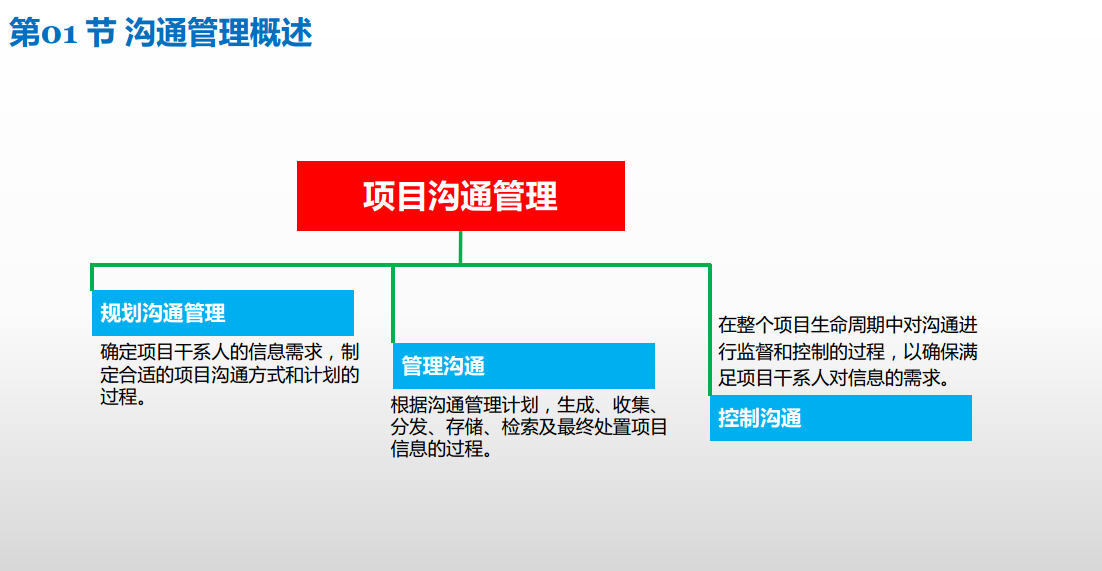 第01 节 沟通管理概述
项目沟通管理
规划沟通管理
确定项目干系人的信息需求，制
定合适的项目沟通方式和计划的
过程。
管理沟通
根据沟通管理计划，生成、收集、
分发、存储、检索及最终处置项目
信息的过程。
在整个项目生命周期中对沟通进
行监督和控制的过程，以确保满
足项目干系人对信息的需求。
控制沟通